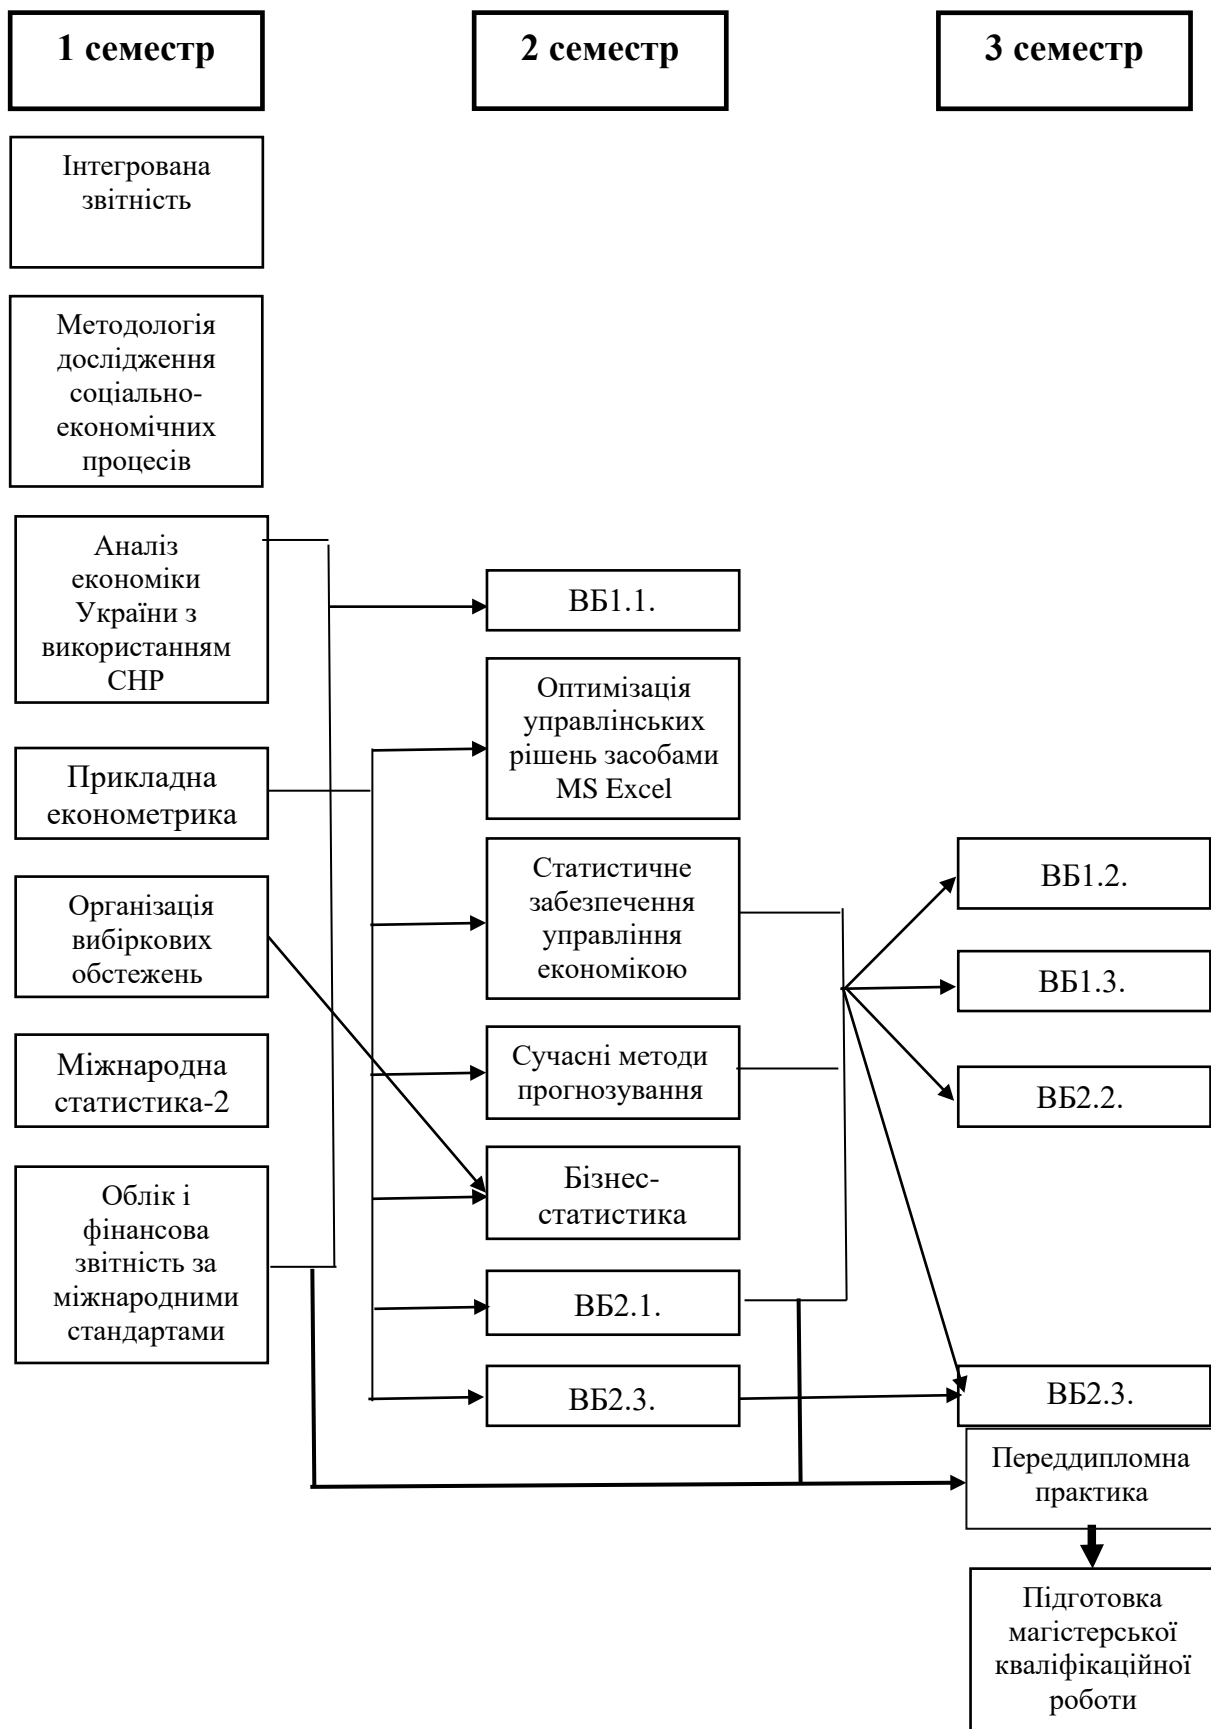 1 семестр
2 семестр
3 семестр
Інтегрована
звітність
Методологія
дослідження
соціально-
економічних
процесів
Аналіз
економіки
України з
використанням
СНР
Прикладна
економетрика
Організація
вибіркових
обстежень
Міжнародна
статистика-2
Облік і
фінансова
звітність за
міжнародними
стандартами
ВБ1.1.
Оптимізація
управлінських
рішень засобами
MS Excel
Статистичне
забезпечення
управління
економікою
Сучасні методи
прогнозування
Бізнес-
статистика
ВБ2.1.
ВБ2.3.
ВБ1.2.
ВБ1.3.
ВБ2.2.
ВБ2.3.
Переддипломна
практика
Підготовка
магістерської
кваліфікаційної
роботи